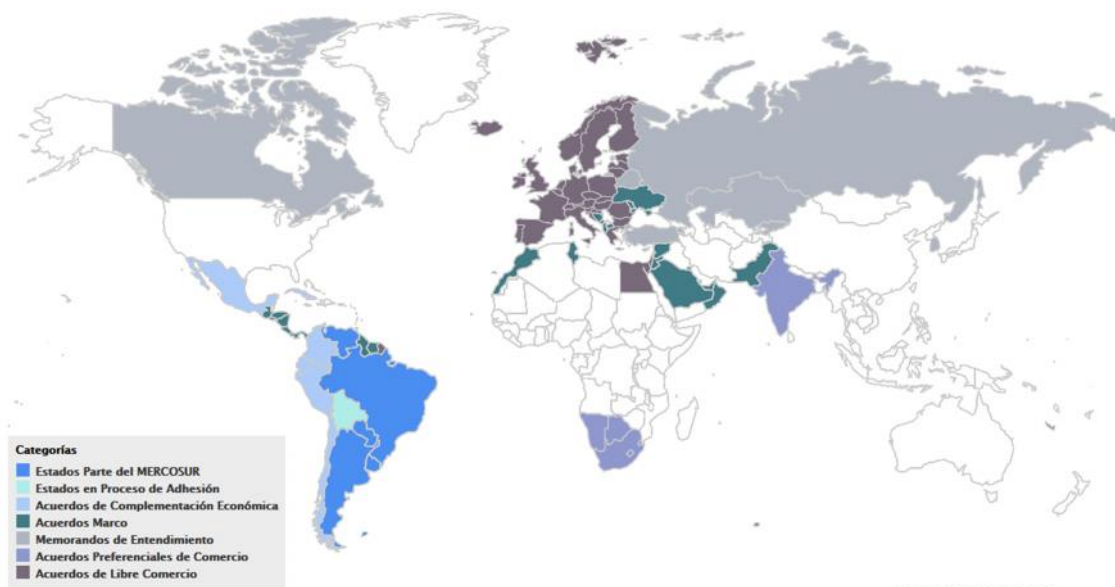 Categorías
Estados Parte del MERCOSUR
Estados en Proceso de Adhesión
Acuerdos de Complementación Económica
Acuerdos Marco
Memorandos de Entendimiento
Acuerdos Preferenciales de Comercio
Acuerdos de Libre Comercio